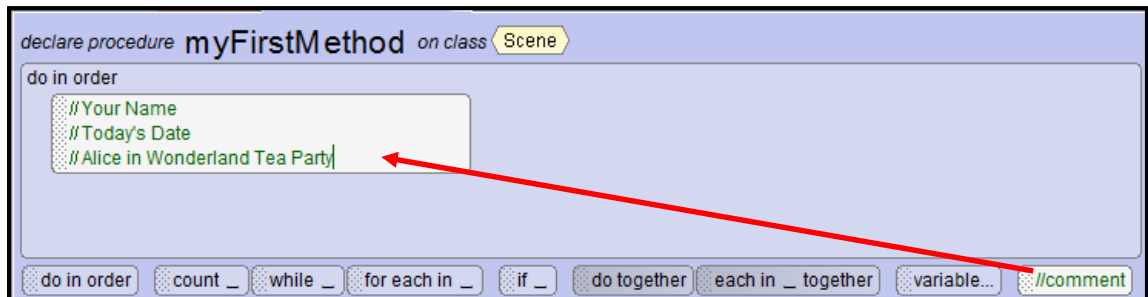 declare procedure myFirstMethod on class Scene
do in order
//Your Name
//Today's Date
//Alice in Wonderland Tea Party
do in order count _ while _ for each in _ if _ do together each in _ together variable... //comment